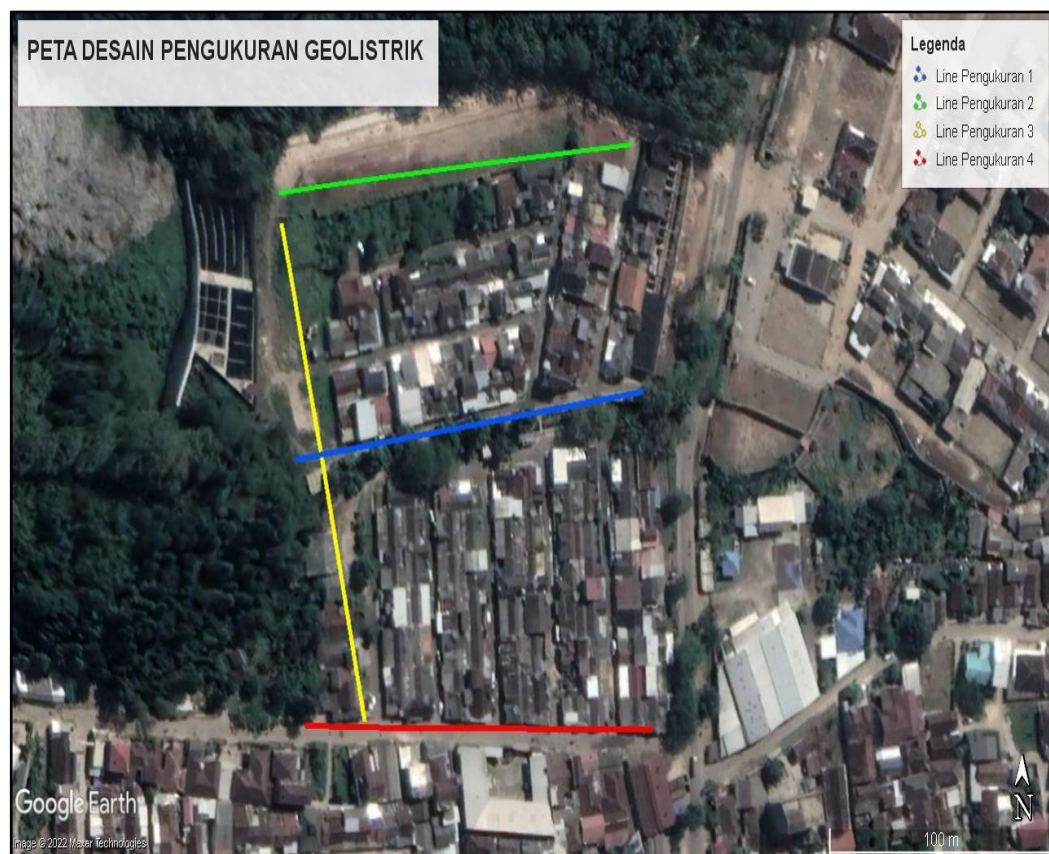 PETA DESAIN PENGUKURAN GEOLISTRIK
Legenda
Line Pengukuran 1
Line Pengukuran 2
Line Pengukuran 3
Line Pengukuran 4
Google Earth
Image © 2022 Maxar Technologies
100 m
N